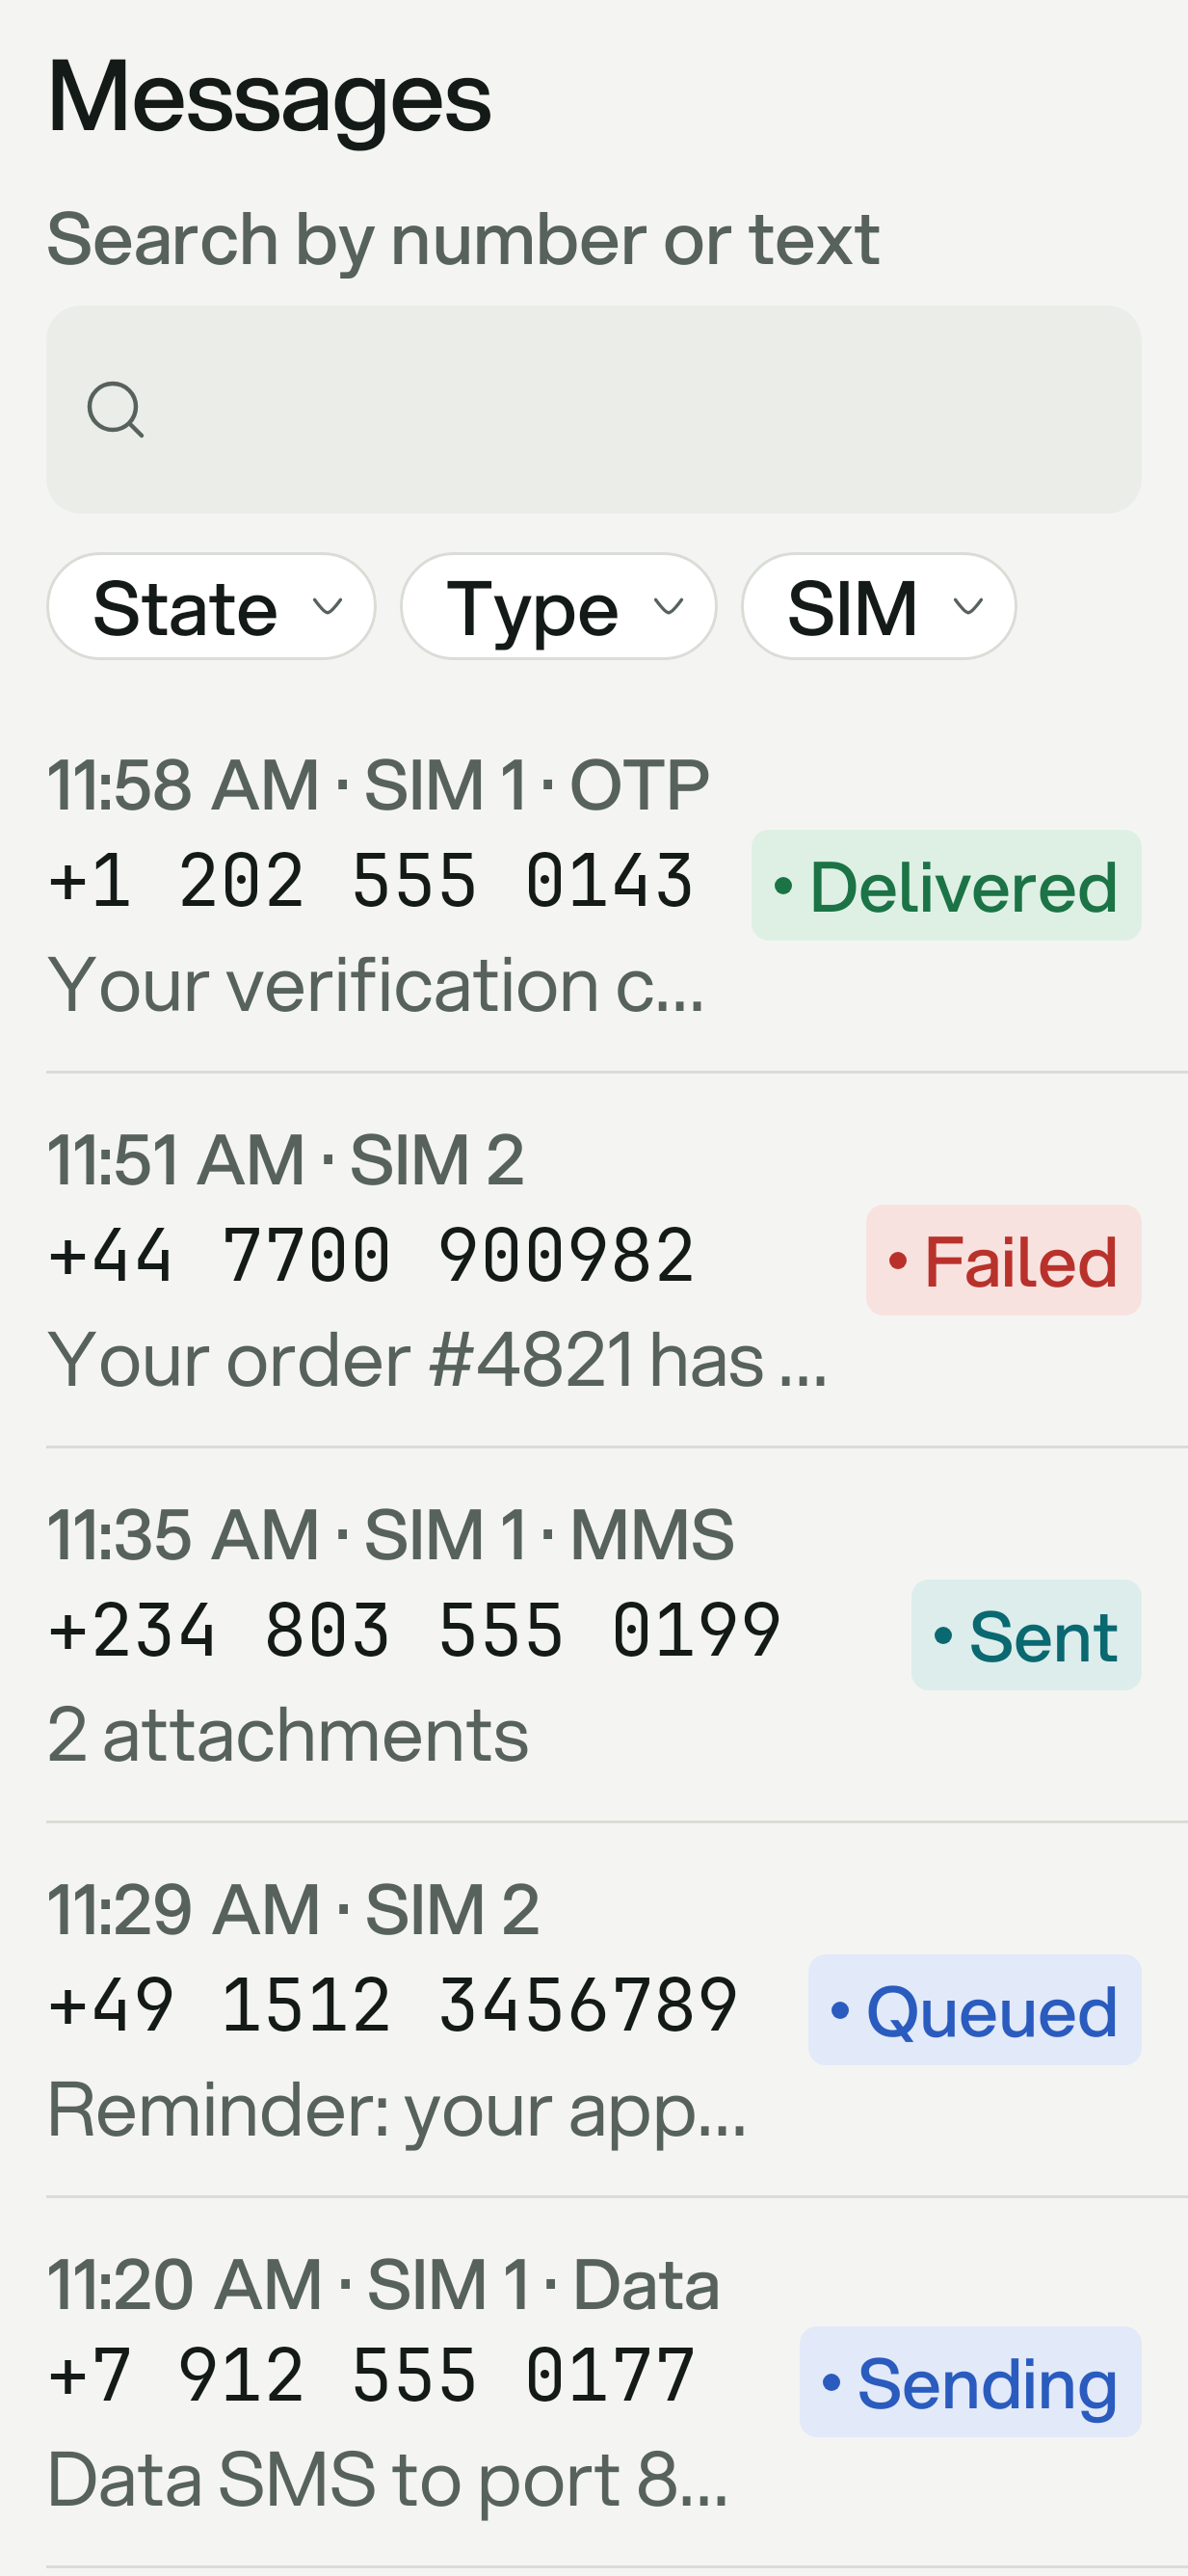 Messages
Search by number or text
State
Type
SIM
11:58 AM · SIM 1 · OTP
+1 202 555 0143
• Delivered
Your verification c...
11:51 AM · SIM 2
+44 7700 900982
• Failed
Your order #4821 has ...
11:35 AM · SIM 1 · MMS
+234 803 555 0199
• Sent
2 attachments
11:29 AM · SIM 2
+49 1512 3456789
• Queued
Reminder: your app...
11:20 AM · SIM 1 · Data
+7 912 555 0177
• Sending
Data SMS to port 8...